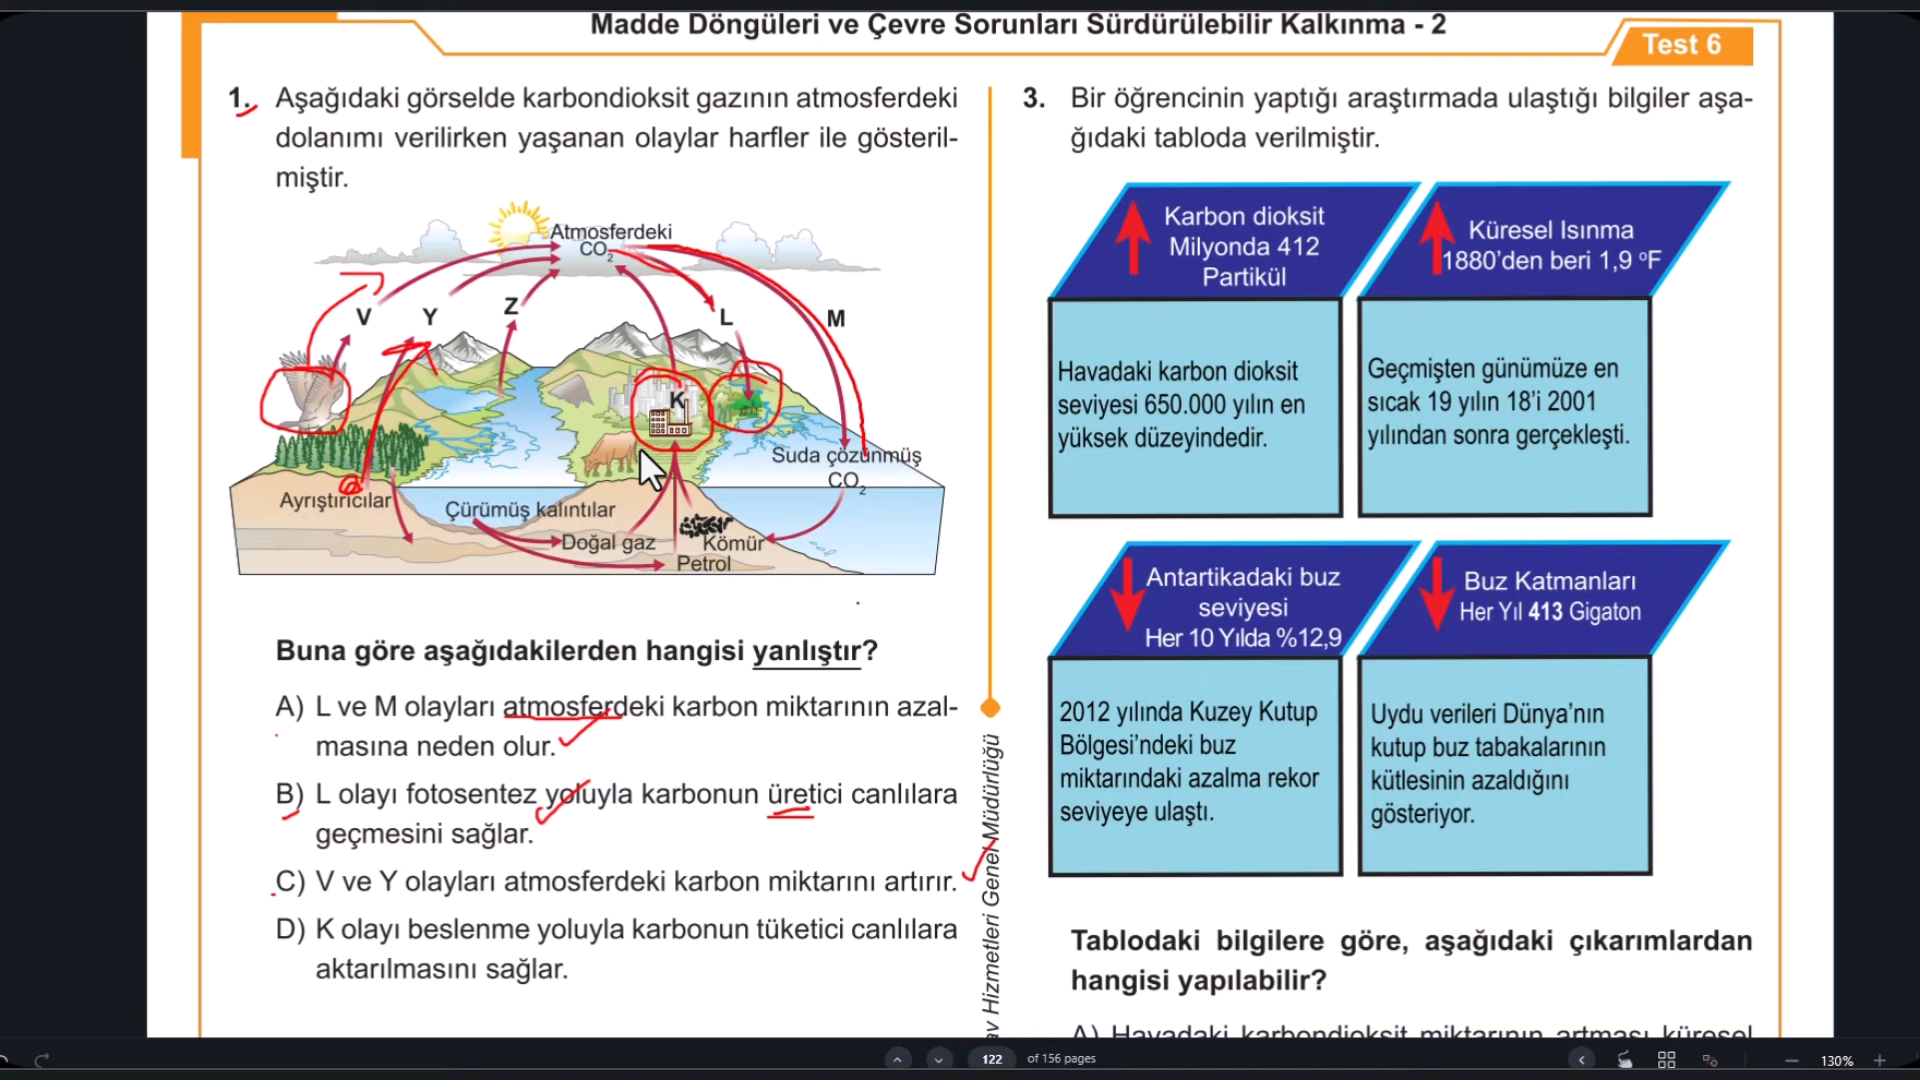 Madde Döngüleri ve Çevre Sorunları Sürdürülebilir Kalkınma - 2
Test 6
1. Aşağıdaki görselde karbondioksit gazının atmosferdeki
dolanımı verilirken yaşanan olaylar harfler ile gösteril-
miştir.
Atmosferdeki
CO2
V
Y
Z
L
M
K
Suda çözünmüş
CO2
Ayrıştırıcılar
Çürümüş kalıntılar
Doğal gaz
Kömür
Petrol
Buna göre aşağıdakilerden hangisi yanlıştır?
A) L ve M olayları atmosferdeki karbon miktarının azal-
masına neden olur.
B) L olayı fotosentez yoluyla karbonun üretici canlılara
geçmesini sağlar.
C) V ve Y olayları atmosferdeki karbon miktarını artırır.
D) K olayı beslenme yoluyla karbonun tüketici canlılara
aktarılmasını sağlar.
Hizmetleri Genel Müdürlüğü
3. Bir öğrencinin yaptığı araştırmada ulaştığı bilgiler aşa-
ğıdaki tabloda verilmiştir.
Karbon dioksit
Milyonda 412
Partikül
Havadaki karbon dioksit
seviyesi 650.000 yılın en
yüksek düzeyindedir.
Küresel Isınma
1880’den beri 1,9 ºF
Geçmişten günümüze en
sıcak 19 yılın 18’i 2001
yılından sonra gerçekleşti.
Antartikadaki buz
seviyesi
Her 10 Yılda %12,9
2012 yılında Kuzey Kutup
Bölgesi’ndeki buz
miktarındaki azalma rekor
seviyeye ulaştı.
Buz Katmanları
Her Yıl 413 Gigaton
Uydu verileri Dünya’nın
kutup buz tabakalarının
kütlesinin azaldığını
gösteriyor.
Tablodaki bilgilere göre, aşağıdaki çıkarımlardan
hangisi yapılabilir?
A) Havadaki karbondioksit miktarının artması küresel
122 of 156 pages
130%